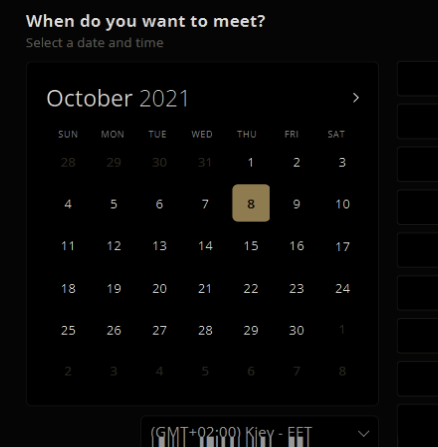 When do you want to meet?
Select a date and time
October 2021
SUN MON TUE WED THU FRI SAT
28 29 30 31 1 2 3
4 5 6 7 8 9 10
11 12 13 14 15 16 17
18 19 20 21 22 23 24
25 26 27 28 29 30 1
2 3 4 5 6 7 8
(GMT+02:00) Kiev - EET